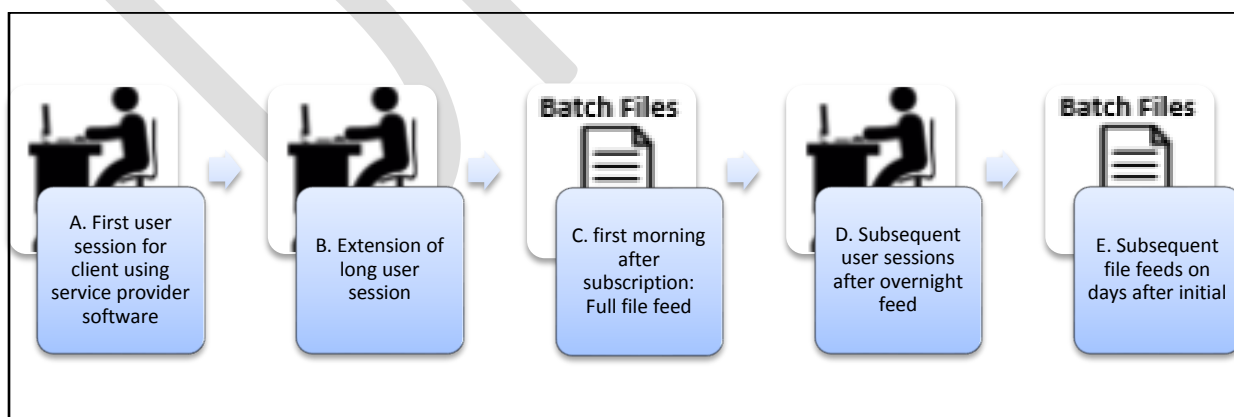 A. First user
session for
client using
service provider
software
B. Extension of
long user
session
Batch Files
C. first morning
after
subscription:
Full file feed
D. Subsequent
user sessions
after overnight
feed
Batch Files
E. Subsequent
file feeds on
days after initial